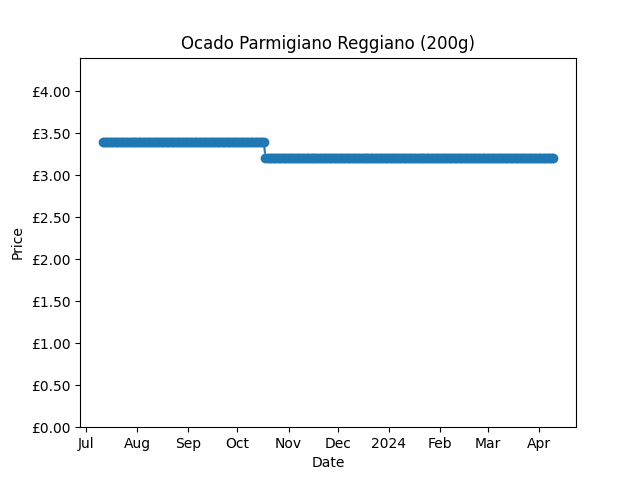 Ocado Parmigiano Reggiano (200g)
£4.00
£3.50
£3.00
£2.50
£2.00
£1.50
£1.00
£0.50
£0.00
Price
Jul Aug Sep Oct Nov Dec 2024 Feb Mar Apr
Date